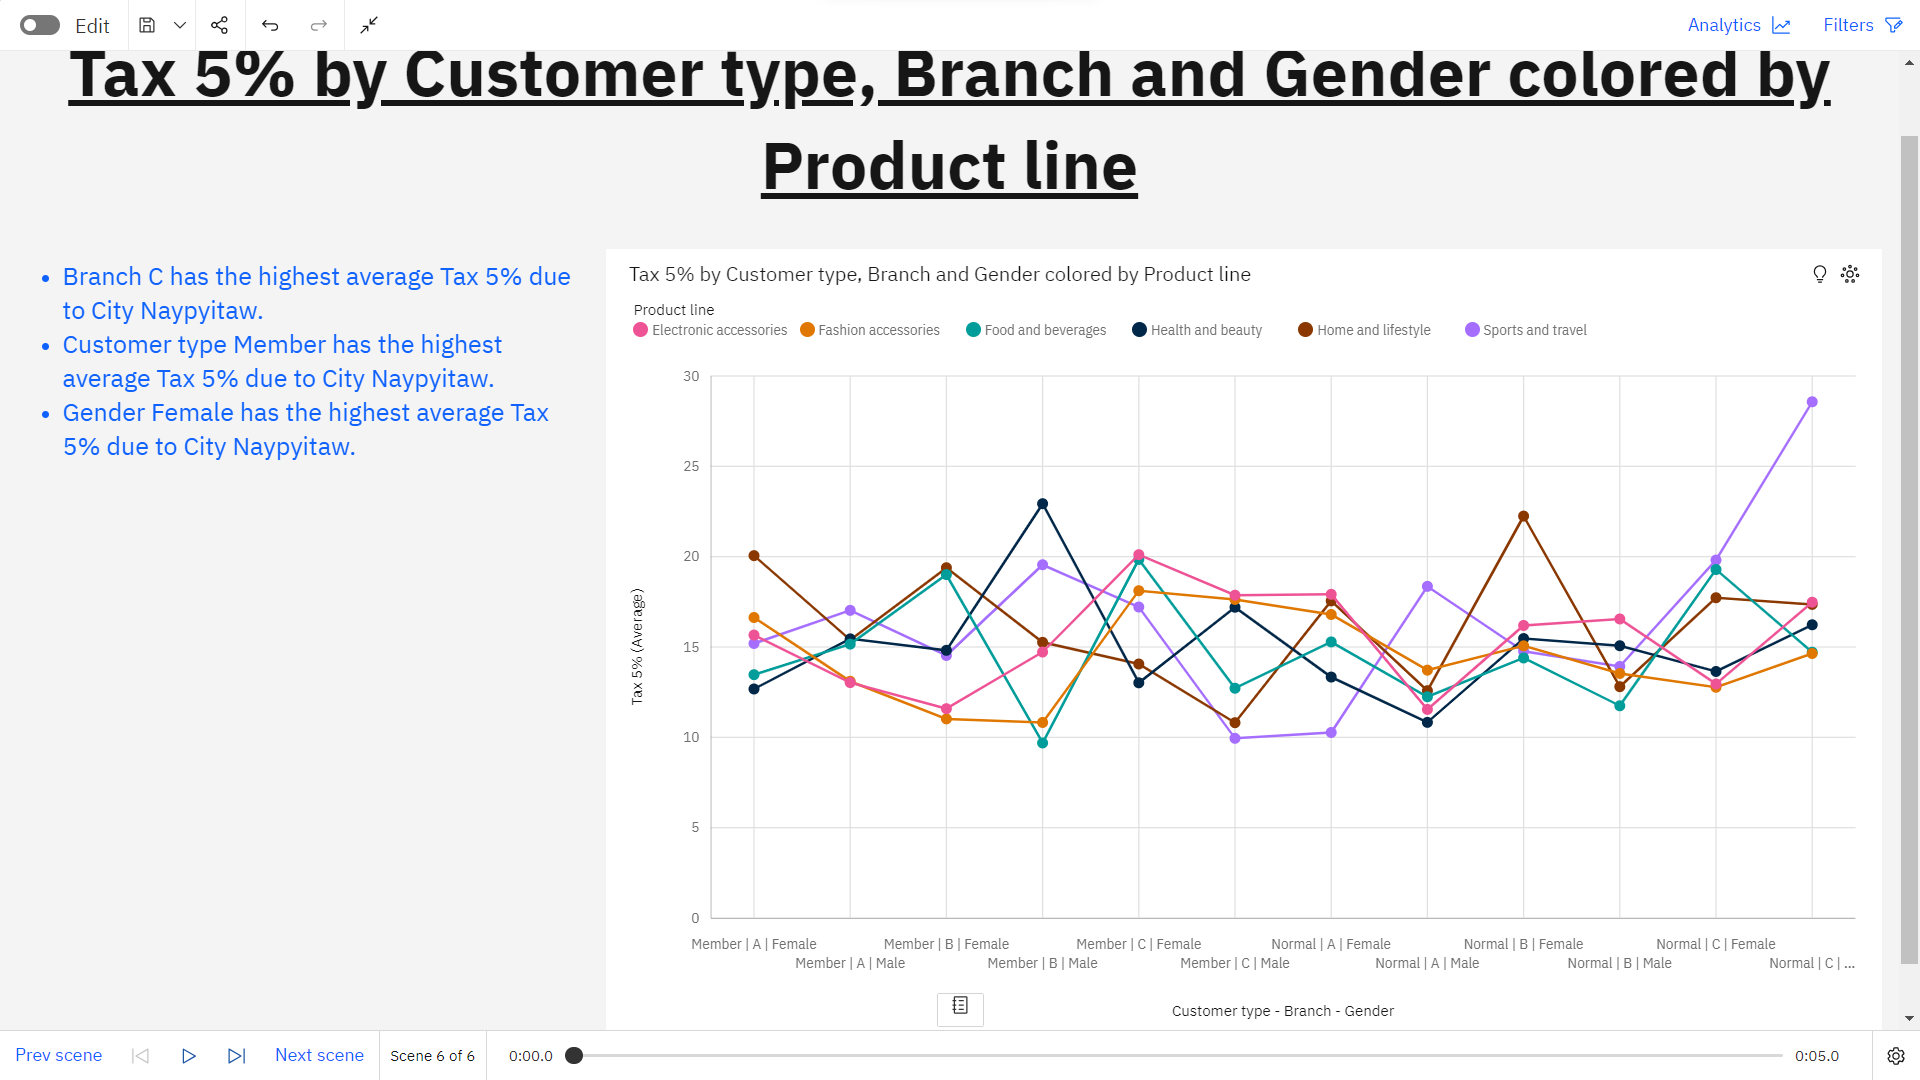 Edit
Analytics
Filters
Tax 5% by Customer type, Branch and Gender colored by
Product line
• Branch C has the highest average Tax 5% due
to City Naypyitaw.
• Customer type Member has the highest
average Tax 5% due to City Naypyitaw.
• Gender Female has the highest average Tax
5% due to City Naypyitaw.
Tax 5% by Customer type, Branch and Gender colored by Product line
Product line
Electronic accessories
Fashion accessories
Food and beverages
Health and beauty
Home and lifestyle
Sports and travel
Tax 5% (Average)
30
25
20
15
10
5
0
Member | A | Female
Member | A | Male
Member | B | Female
Member | B | Male
Member | C | Female
Member | C | Male
Normal | A | Female
Normal | A | Male
Normal | B | Female
Normal | B | Male
Normal | C | Female
Normal | C | ...
Customer type - Branch - Gender
Prev scene
Next scene
Scene 6 of 6
0:00.0
0:05.0